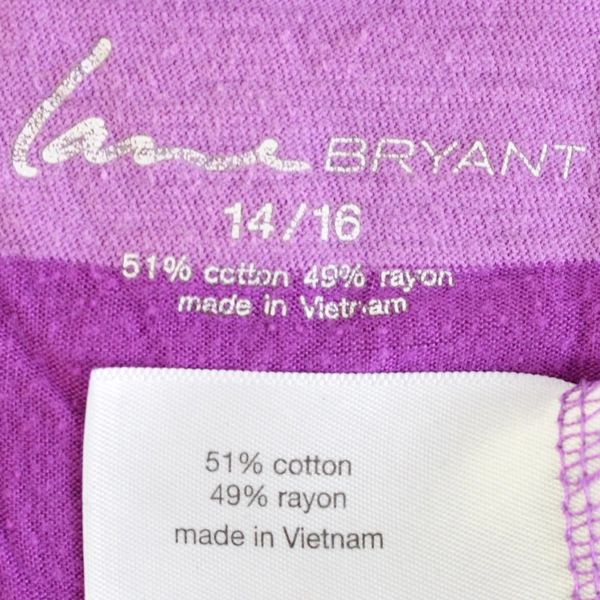 Lane BRYANT
14/16
51% cotton 49% rayon
made in Vietnam
51% cotton
49% rayon
made in Vietnam